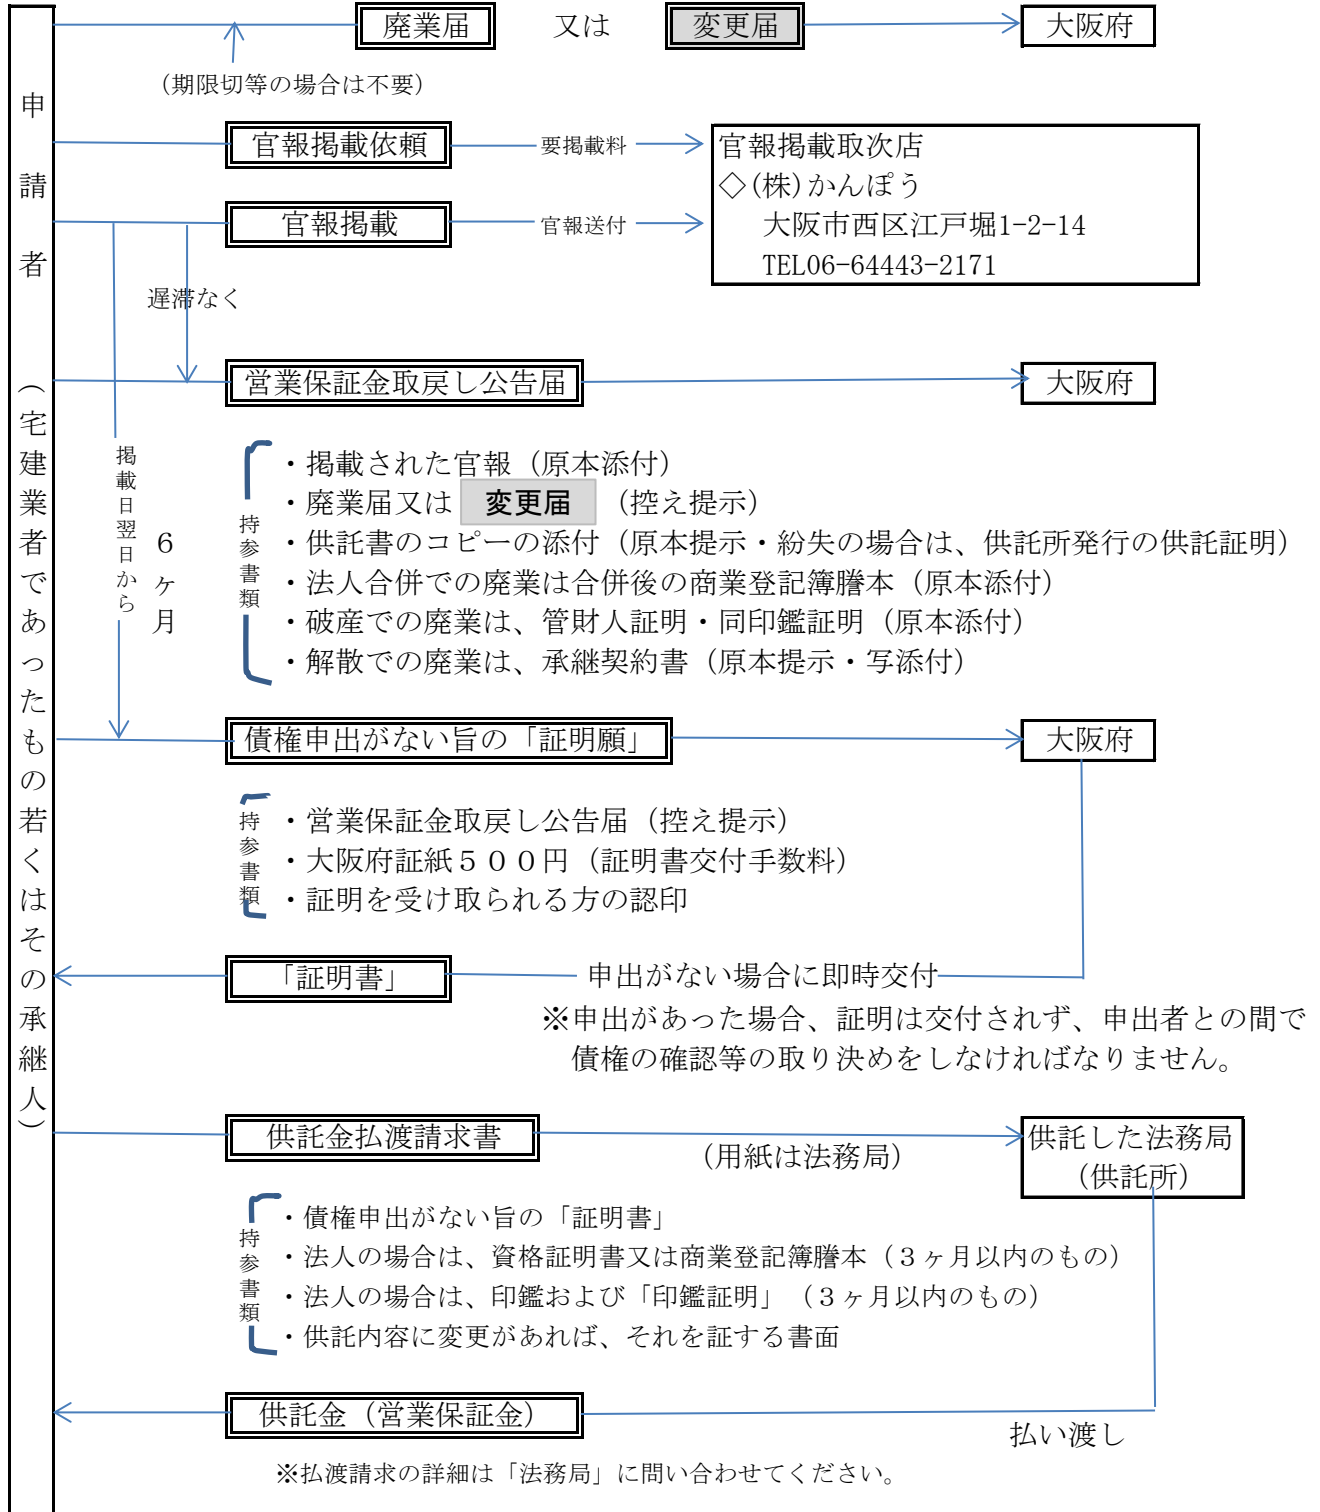 廃業届 又は 変更届 大阪府
（期限切等の場合は不要）
申請者（宅建業者であったもの若くはその承継人）
官報掲載依頼 要掲載料
官報掲載取次店
◇(株)かんぽう
大阪市西区江戸堀1-2-14
TEL06-64443-2171
官報掲載 官報送付
遅滞なく
営業保証金取戻し公告届 大阪府
掲載日翌日から
６ヶ月
持参書類
・掲載された官報（原本添付）
・廃業届又は 変更届 （控え提示）
・供託書のコピーの添付（原本提示・紛失の場合は、供託所発行の供託証明）
・法人合併での廃業は合併後の商業登記簿謄本（原本添付）
・破産での廃業は、管財人証明・同印鑑証明（原本添付）
・解散での廃業は、承継契約書（原本提示・写添付）
債権申出がない旨の「証明願」 大阪府
持参書類
・営業保証金取戻し公告届（控え提示）
・大阪府証紙５００円（証明書交付手数料）
・証明を受け取られる方の認印
「証明書」 申出がない場合に即時交付
※申出があった場合、証明は交付されず、申出者との間で
債権の確認等の取り決めをしなければなりません。
供託金払渡請求書
（用紙は法務局）
供託した法務局
（供託所）
持参書類
・債権申出がない旨の「証明書」
・法人の場合は、資格証明書又は商業登記簿謄本（３ヶ月以内のもの）
・法人の場合は、印鑑および「印鑑証明」（３ヶ月以内のもの）
・供託内容に変更があれば、それを証する書面
供託金（営業保証金）
払い渡し
※払渡請求の詳細は「法務局」に問い合わせてください。